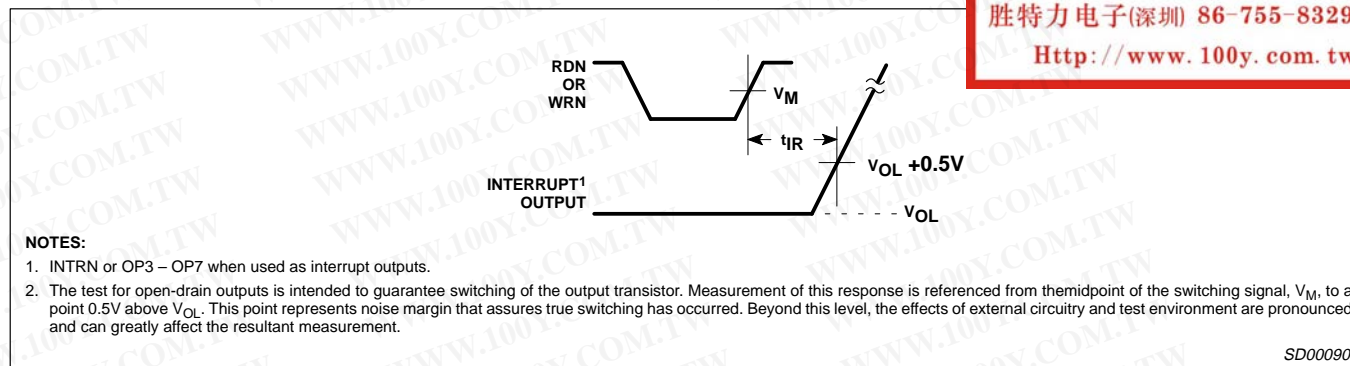 胜特力电子(深圳) 86-755-8329
Http://www. 100y. com. tw
RDN
OR
WRN
VM
tIR
VOL +0.5V
INTERRUPT1
OUTPUT
VOL
NOTES:
1. INTRN or OP3 – OP7 when used as interrupt outputs.
2. The test for open-drain outputs is intended to guarantee switching of the output transistor. Measurement of this response is referenced from themidpoint of the switching signal, VM, to a
point 0.5V above VOL. This point represents noise margin that assures true switching has occurred. Beyond this level, the effects of external circuitry and test environment are pronounced
and can greatly affect the resultant measurement.
SD00090
WWW.100Y.COM.TW